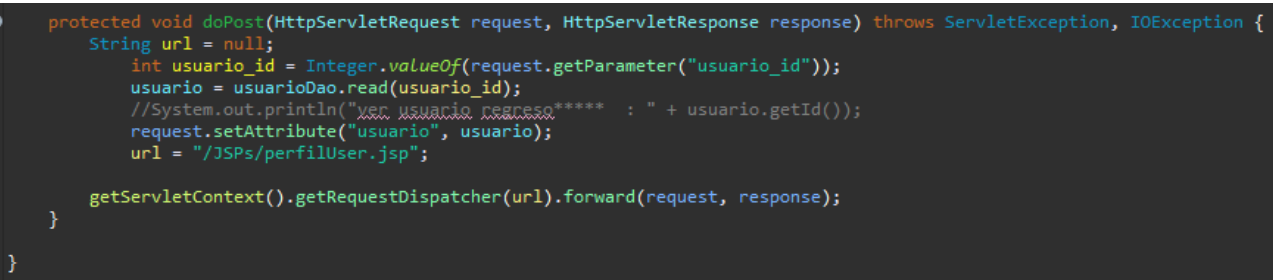 protected void doPost(HttpServletRequest request, HttpServletResponse response) throws ServletException, IOException {
String url = null;
int usuario_id = Integer.valueOf(request.getParameter("usuario_id"));
usuario = usuarioDao.read(usuario_id);
//System.out.println("ver usuario regreso*****  : " + usuario.getId());
request.setAttribute("usuario", usuario);
url = "/JSPs/perfilUser.jsp";
getServletContext().getRequestDispatcher(url).forward(request, response);
}
}